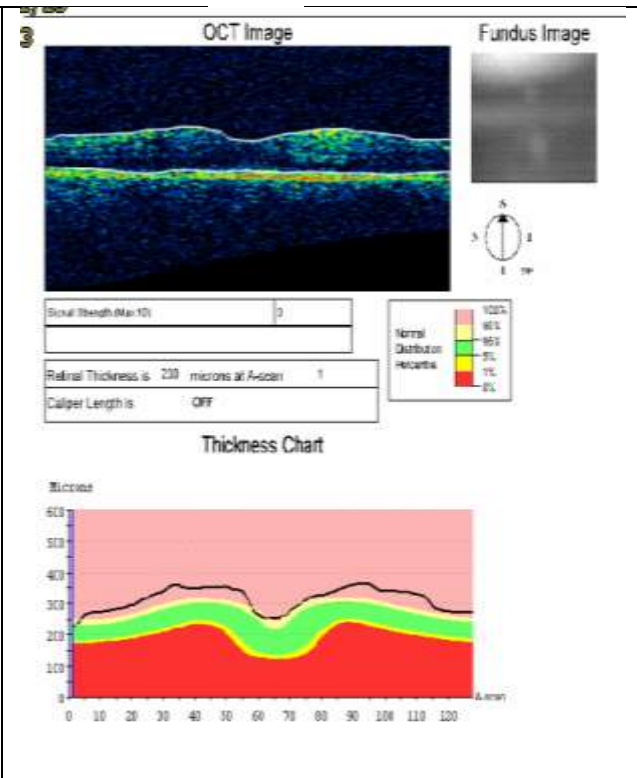 3
OCT Image
Fundus Image
S
I
Signal Strength (Max 10) 3
Normal
Distribution
Percentile
100%
95%
5%
1%
0%
Retinal Thickness is 230 microns at A-scan 1
Caliper Length is OFF
Thickness Chart
Microns
600
500
400
300
200
100
0
0 10 20 30 40 50 60 70 80 90 100 110 120
A-scan